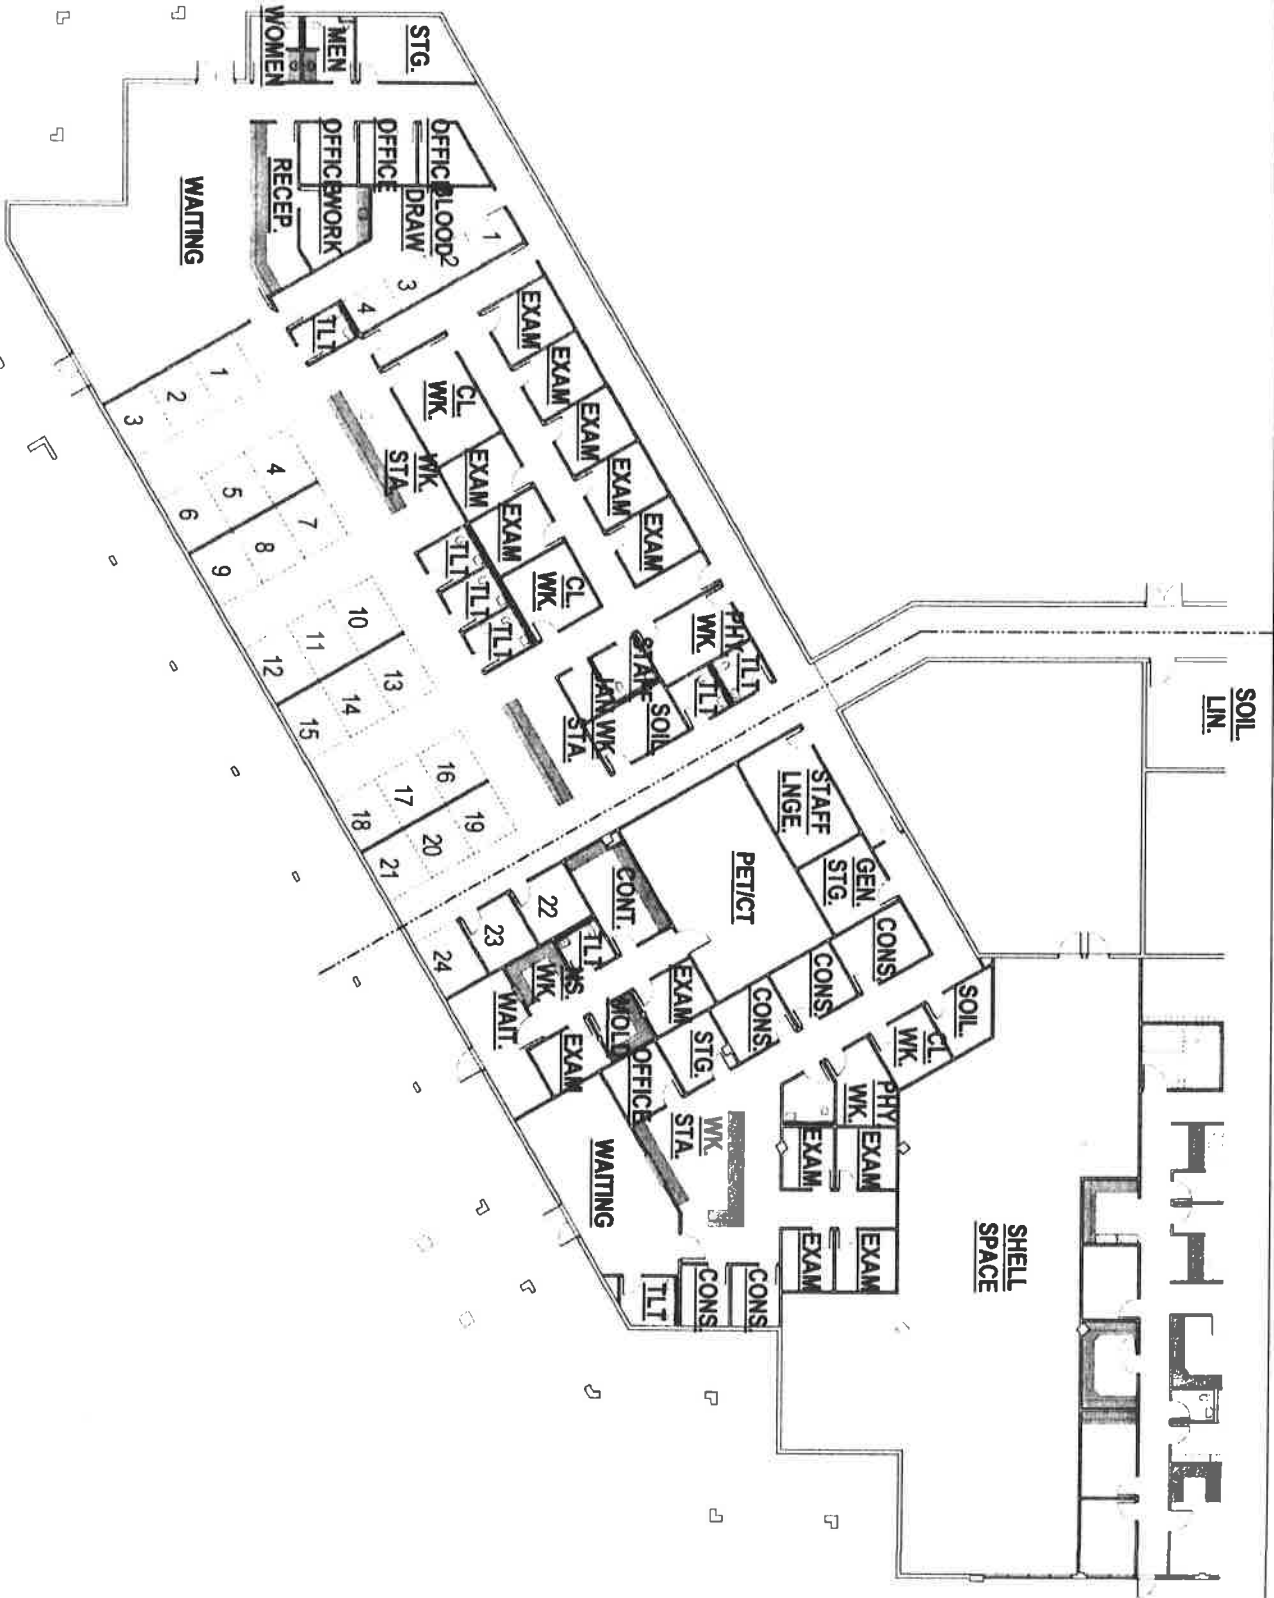 WOMEN
MEN
STG.
OFFICE
OFFICE
OFFICE
WORK
RECEP.
BLOOD
DRAW
1
2
3
4
WAITING
TLT
EXAM
EXAM
EXAM
EXAM
EXAM
CL.
WK.
WK.
STA.
EXAM
EXAM
CL.
WK.
TLT
TLT
TLT
1
2
3
4
5
6
7
8
9
10
11
12
13
14
15
16
17
18
19
20
21
22
23
24
PHY
WK.
TLT
TLT
STAFF
JAN
SOIL
WK.
STA.
SOIL.
LIN.
STAFF
LNGE.
GEN.
STG.
PET/CT
CONT.
TLT
NS.
WK
WAIT.
EXAM
MOLD
EXAM
STG.
OFFICE
CONS.
CONS.
CONS.
SOIL.
CL.
WK.
PHY
WK.
EXAM
EXAM
EXAM
EXAM
WK.
STA.
WAITING
TLT
CONS.
CONS.
SHELL
SPACE